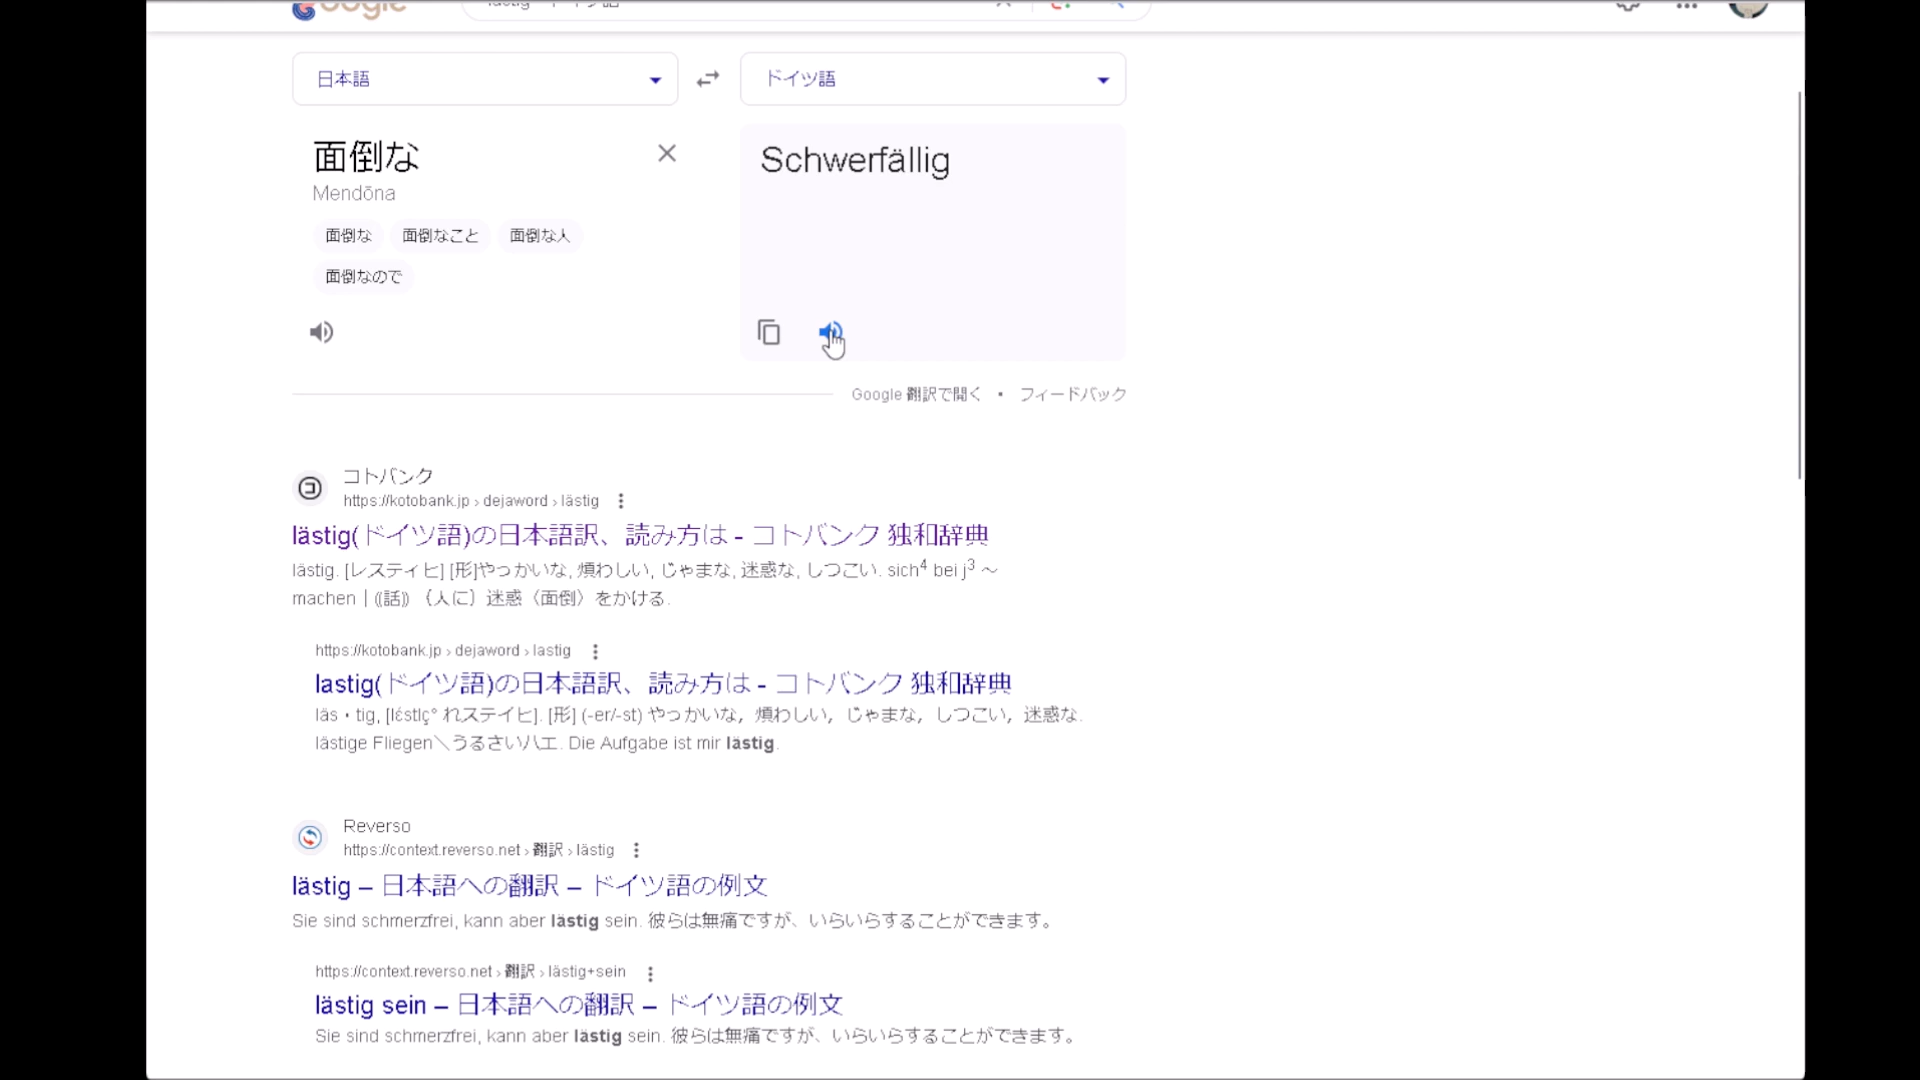 Google
lästig ドイツ語
日本語
ドイツ語
面倒な
Mendōna
面倒な 面倒なこと 面倒な人
面倒なので
Schwerfällig
Google 翻訳で開く • フィードバック
コトバンク
https://kotobank.jp › dejaword › lästig
lästig(ドイツ語)の日本語訳、読み方は - コトバンク 独和辞典
lästig. [レスティヒ] [形]やっかいな, 煩わしい, じゃまな, 迷惑な, しつこい. sich⁴ bei j³ ～
machen | ⸨話⸩ 〔人に〕迷惑〈面倒〉をかける.
https://kotobank.jp › dejaword › lastig
lastig(ドイツ語)の日本語訳、読み方は - コトバンク 独和辞典
läs・tig, [lέstIç° れステイヒ]. [形] (-er/-st) やっかいな，煩わしい，じゃまな，しつこい，迷惑な.
lästige Fliegen＼うるさいハエ. Die Aufgabe ist mir lästig.
Reverso
https://context.reverso.net › 翻訳 › lästig
lästig – 日本語への翻訳 – ドイツ語の例文
Sie sind schmerzfrei, kann aber lästig sein. 彼らは無痛ですが、いらいらすることができます。
https://context.reverso.net › 翻訳 › lästig+sein
lästig sein – 日本語への翻訳 – ドイツ語の例文
Sie sind schmerzfrei, kann aber lästig sein. 彼らは無痛ですが、いらいらすることができます。